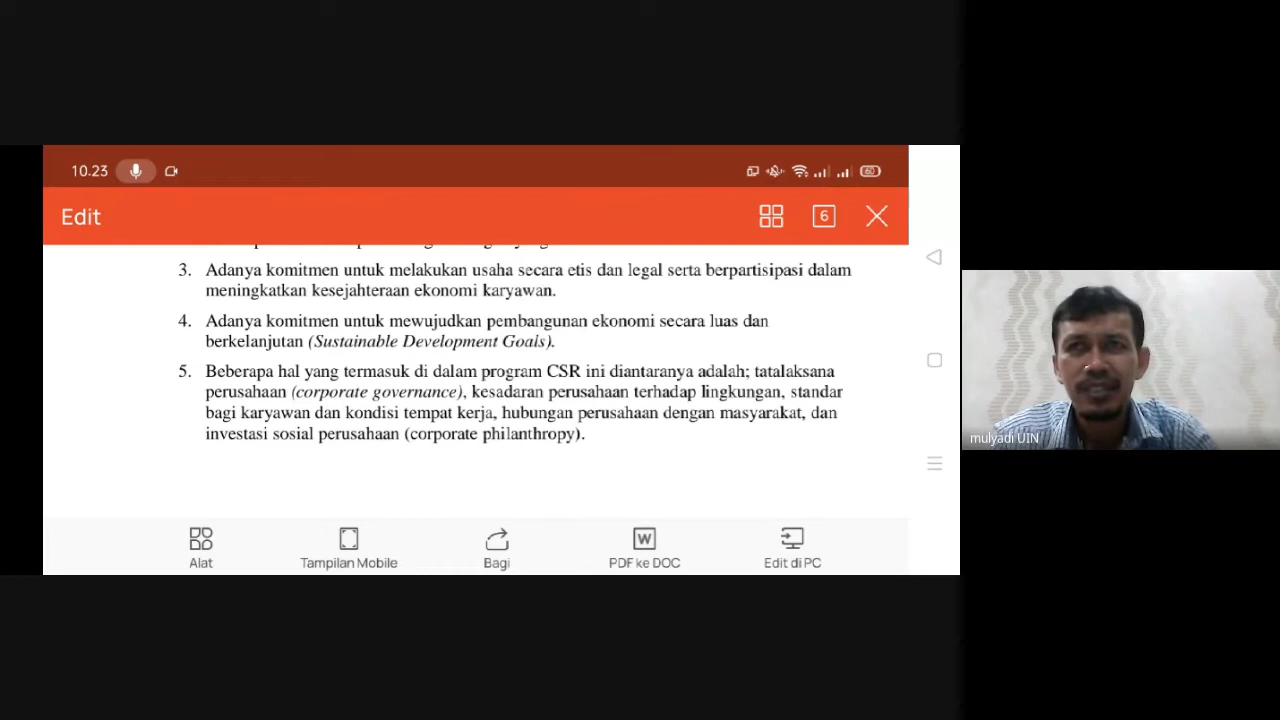 10.23
60
Edit
6
3. Adanya komitmen untuk melakukan usaha secara etis dan legal serta berpartisipasi dalam
meningkatkan kesejahteraan ekonomi karyawan.
4. Adanya komitmen untuk mewujudkan pembangunan ekonomi secara luas dan
berkelanjutan (Sustainable Development Goals).
5. Beberapa hal yang termasuk di dalam program CSR ini diantaranya adalah; tatalaksana
perusahaan (corporate governance), kesadaran perusahaan terhadap lingkungan, standar
bagi karyawan dan kondisi tempat kerja, hubungan perusahaan dengan masyarakat, dan
investasi sosial perusahaan (corporate philanthropy).
Alat
Tampilan Mobile
Bagi
W
PDF ke DOC
Edit di PC
mulyadi UIN